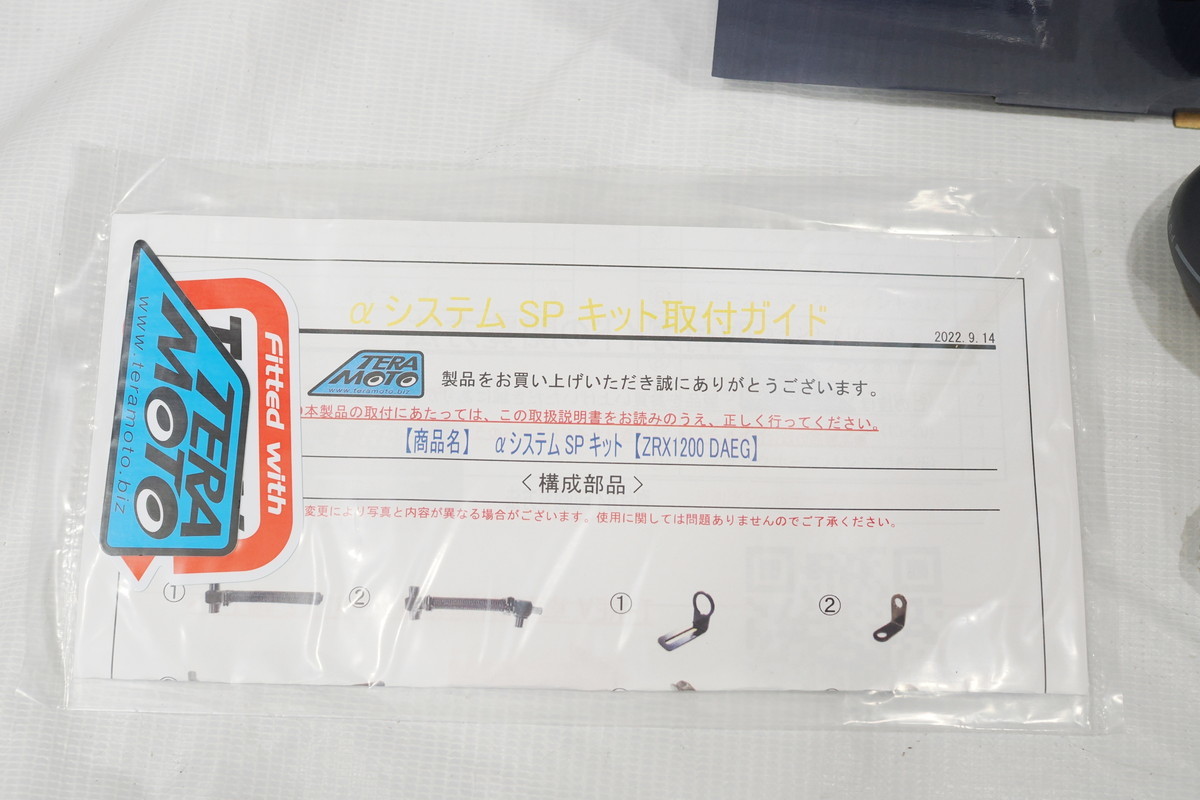 αシステム SP キット取付ガイド
2022.9.14
TERA
MOTO
www.teramoto.biz
製品をお買い上げいただき誠にありがとうございます。
本製品の取付にあたっては、この取扱説明書をお読みのうえ、正しく行ってください。
【商品名】 αシステム SP キット【ZRX1200 DAEG】
＜構成部品＞
変更により写真と内容が異なる場合がございます。使用に関しては問題ありませんのでご了承ください。
① ② ① ②
Fitted with
TERA
MOTO
www.teramoto.biz